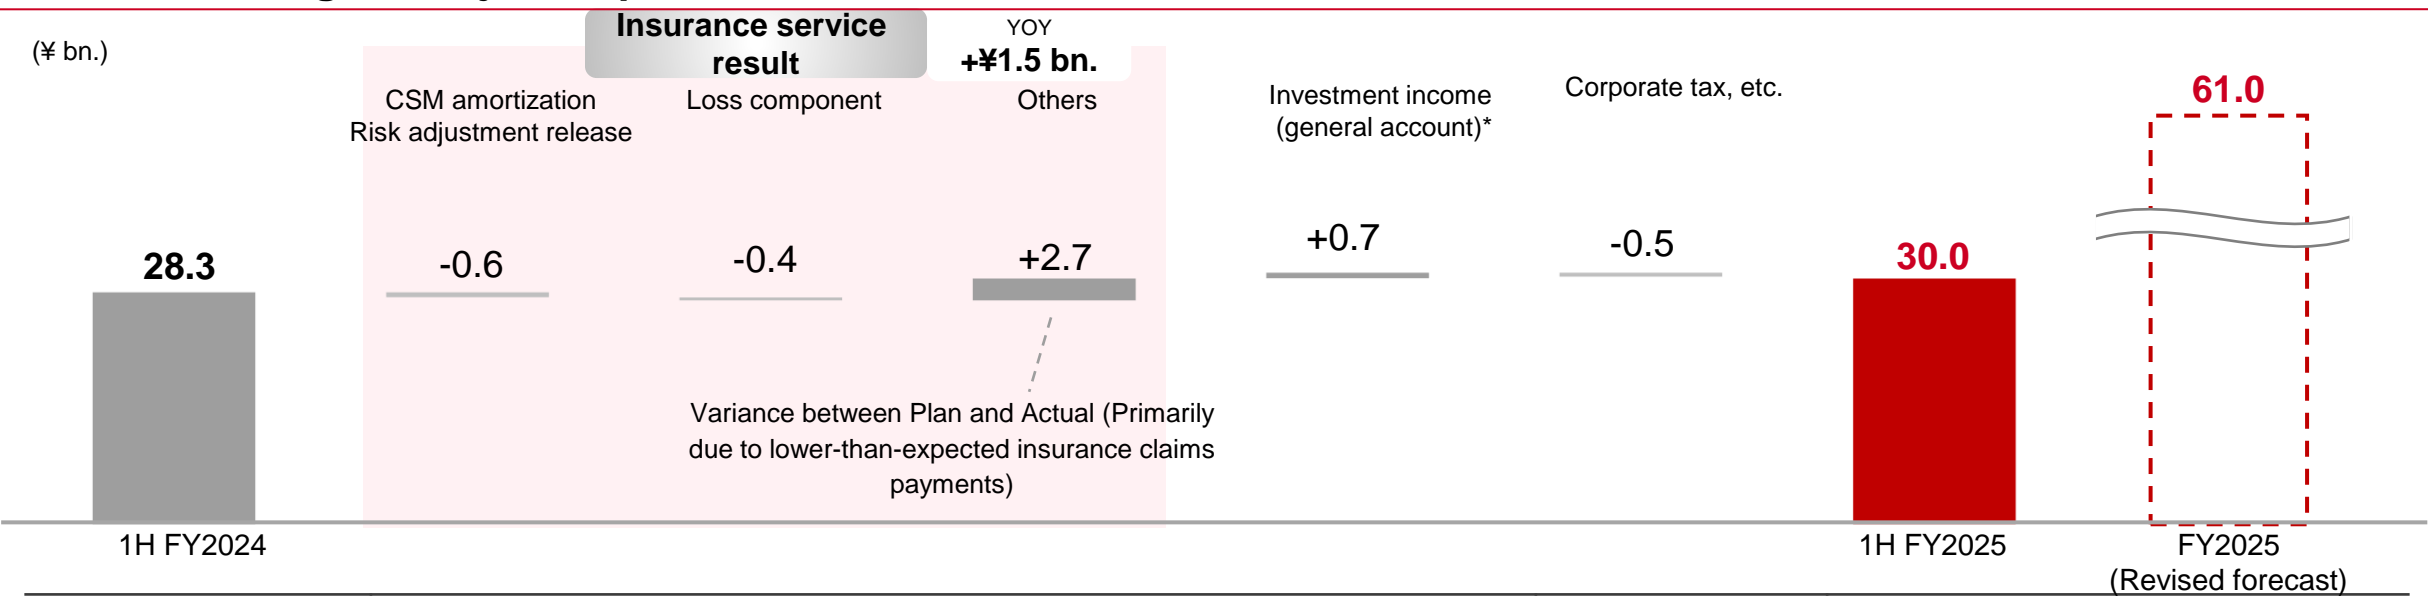 (¥ bn.)
Insurance service
result
YOY
+¥1.5 bn.
CSM amortization
Risk adjustment release
Loss component
Others
Investment income
(general account)*
Corporate tax, etc.
61.0
28.3
-0.6
-0.4
+2.7
+0.7
-0.5
30.0
Variance between Plan and Actual (Primarily
due to lower-than-expected insurance claims
payments)
1H FY2024
1H FY2025
FY2025
(Revised forecast)